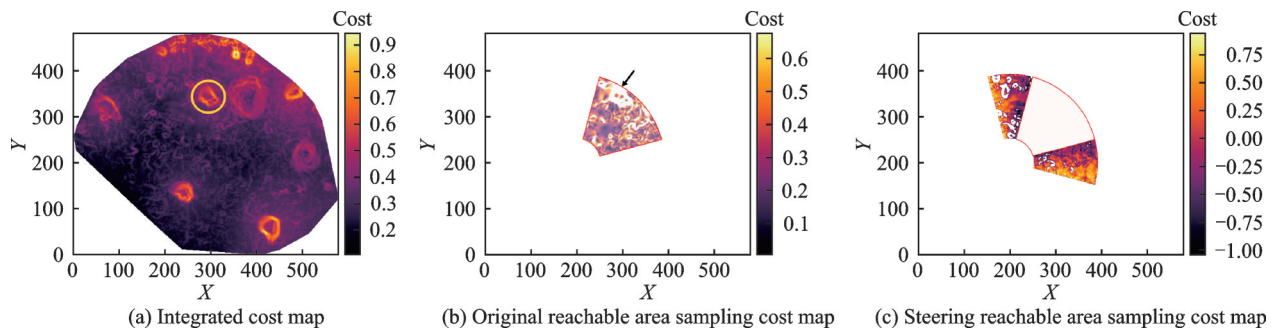 Cost
0.9
0.8
0.7
0.6
0.5
0.4
0.3
0.2
400
300
200
100
0
Y
0 100 200 300 400 500
X
(a) Integrated cost map
Cost
0.6
0.5
0.4
0.3
0.2
0.1
400
300
200
100
0
Y
0 100 200 300 400 500
X
(b) Original reachable area sampling cost map
Cost
0.75
0.50
0.25
0.00
−0.25
−0.50
−0.75
−1.00
400
300
200
100
0
Y
0 100 200 300 400 500
X
(c) Steering reachable area sampling cost map